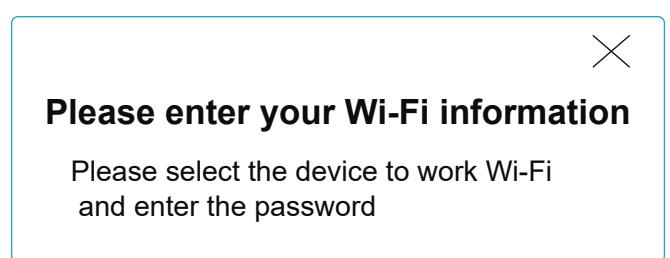 Please enter your Wi-Fi information
Please select the device to work Wi-Fi
and enter the password